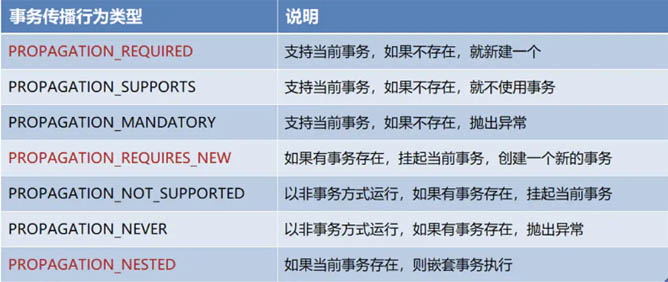 事务传播行为类型 说明
PROPAGATION_REQUIRED 支持当前事务，如果不存在，就新建一个
PROPAGATION_SUPPORTS 支持当前事务，如果不存在，就不使用事务
PROPAGATION_MANDATORY 支持当前事务，如果不存在，抛出异常
PROPAGATION_REQUIRES_NEW 如果有事务存在，挂起当前事务，创建一个新的事务
PROPAGATION_NOT_SUPPORTED 以非事务方式运行，如果有事务存在，挂起当前事务
PROPAGATION_NEVER 以非事务方式运行，如果有事务存在，抛出异常
PROPAGATION_NESTED 如果当前事务存在，则嵌套事务执行